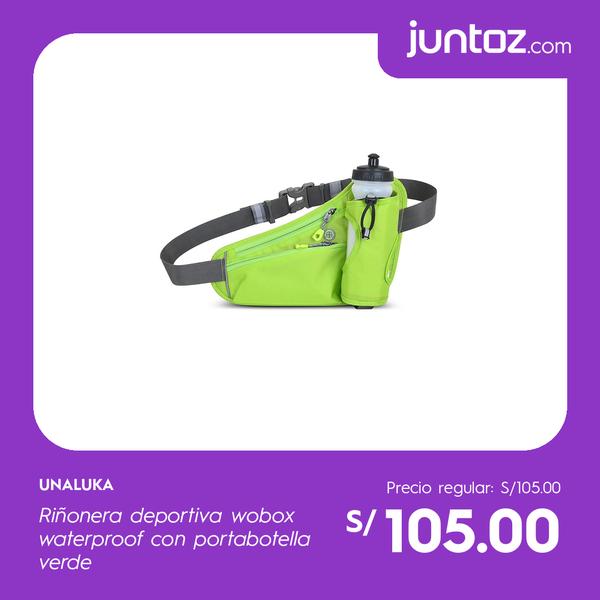 juntoz.com
UNALUKA
Riñonera deportiva wobox
waterproof con portabotella
verde
Precio regular: S/105.00
S/105.00